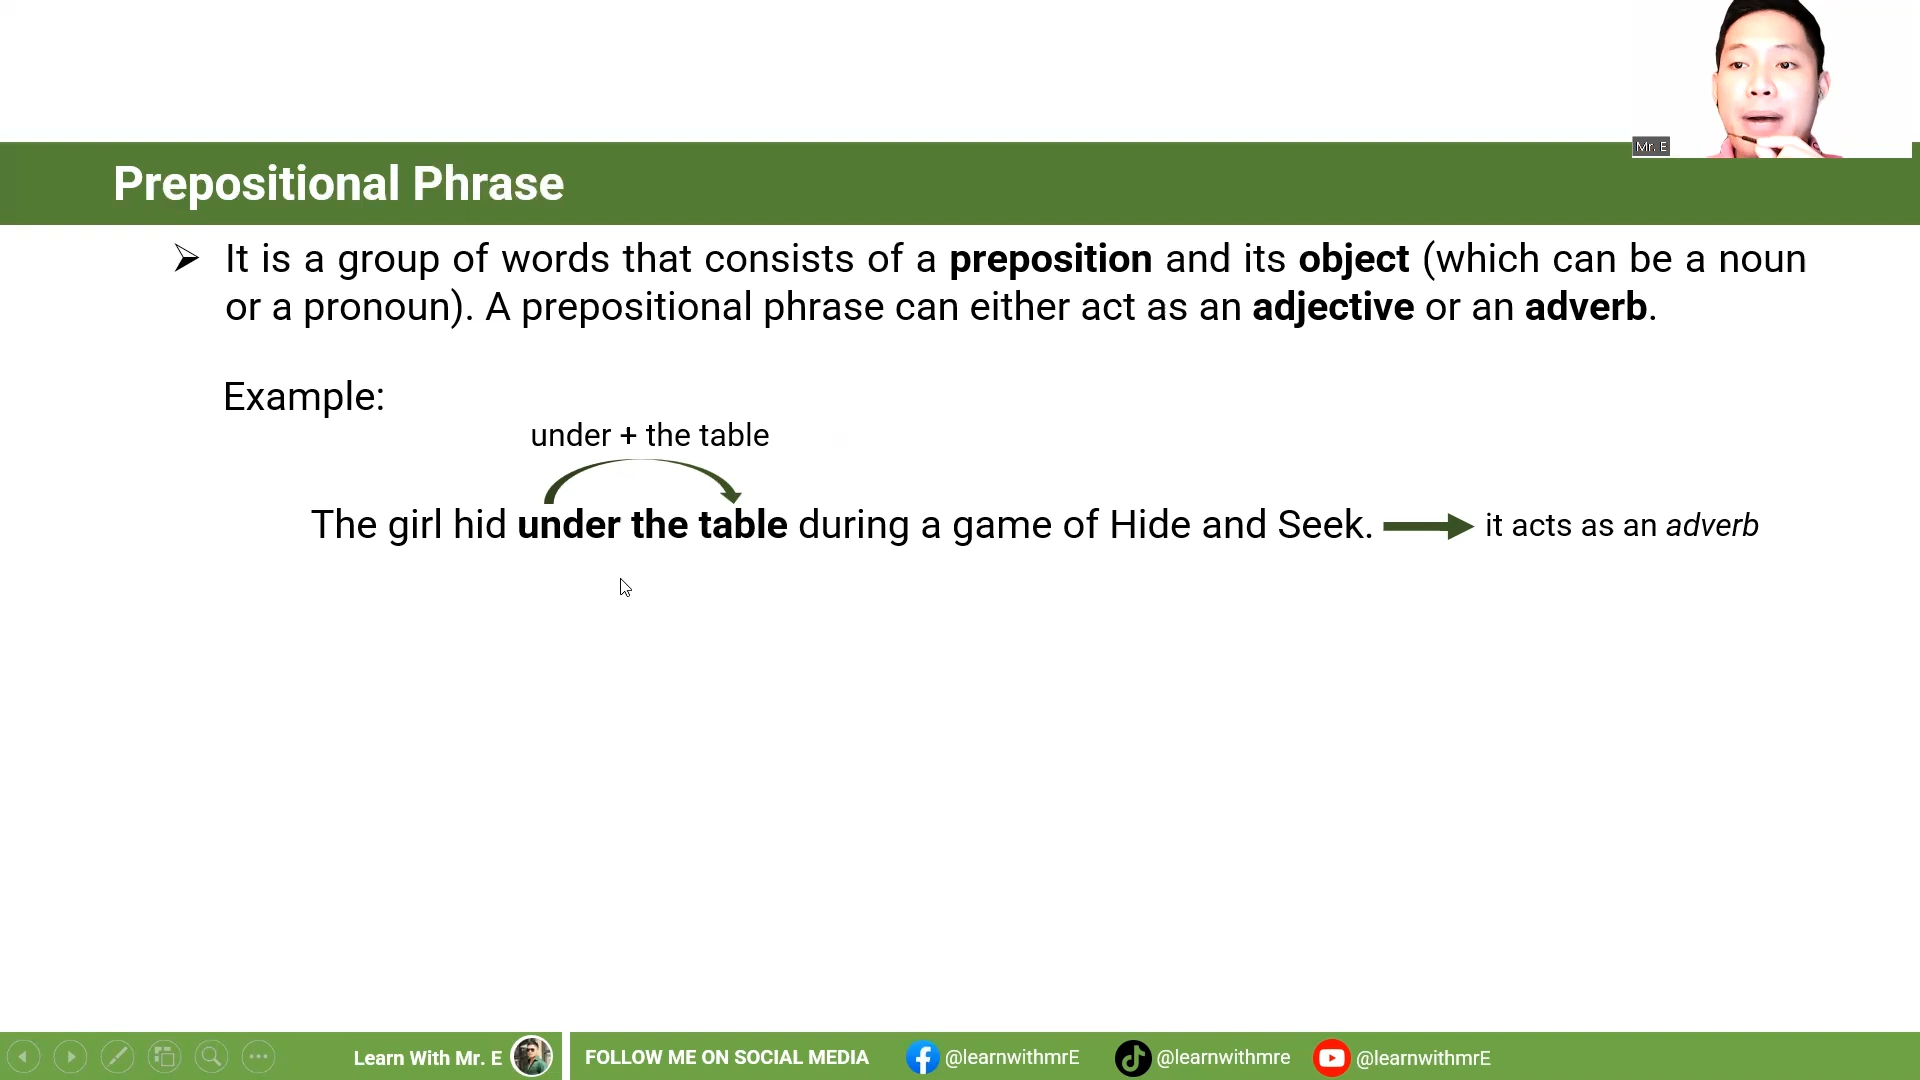 Mr. E
Prepositional Phrase
➢ It is a group of words that consists of a preposition and its object (which can be a noun
or a pronoun). A prepositional phrase can either act as an adjective or an adverb.
Example:
under + the table
The girl hid under the table during a game of Hide and Seek. it acts as an adverb
Learn With Mr. E FOLLOW ME ON SOCIAL MEDIA @learnwithmrE @learnwithmre @learnwithmrE